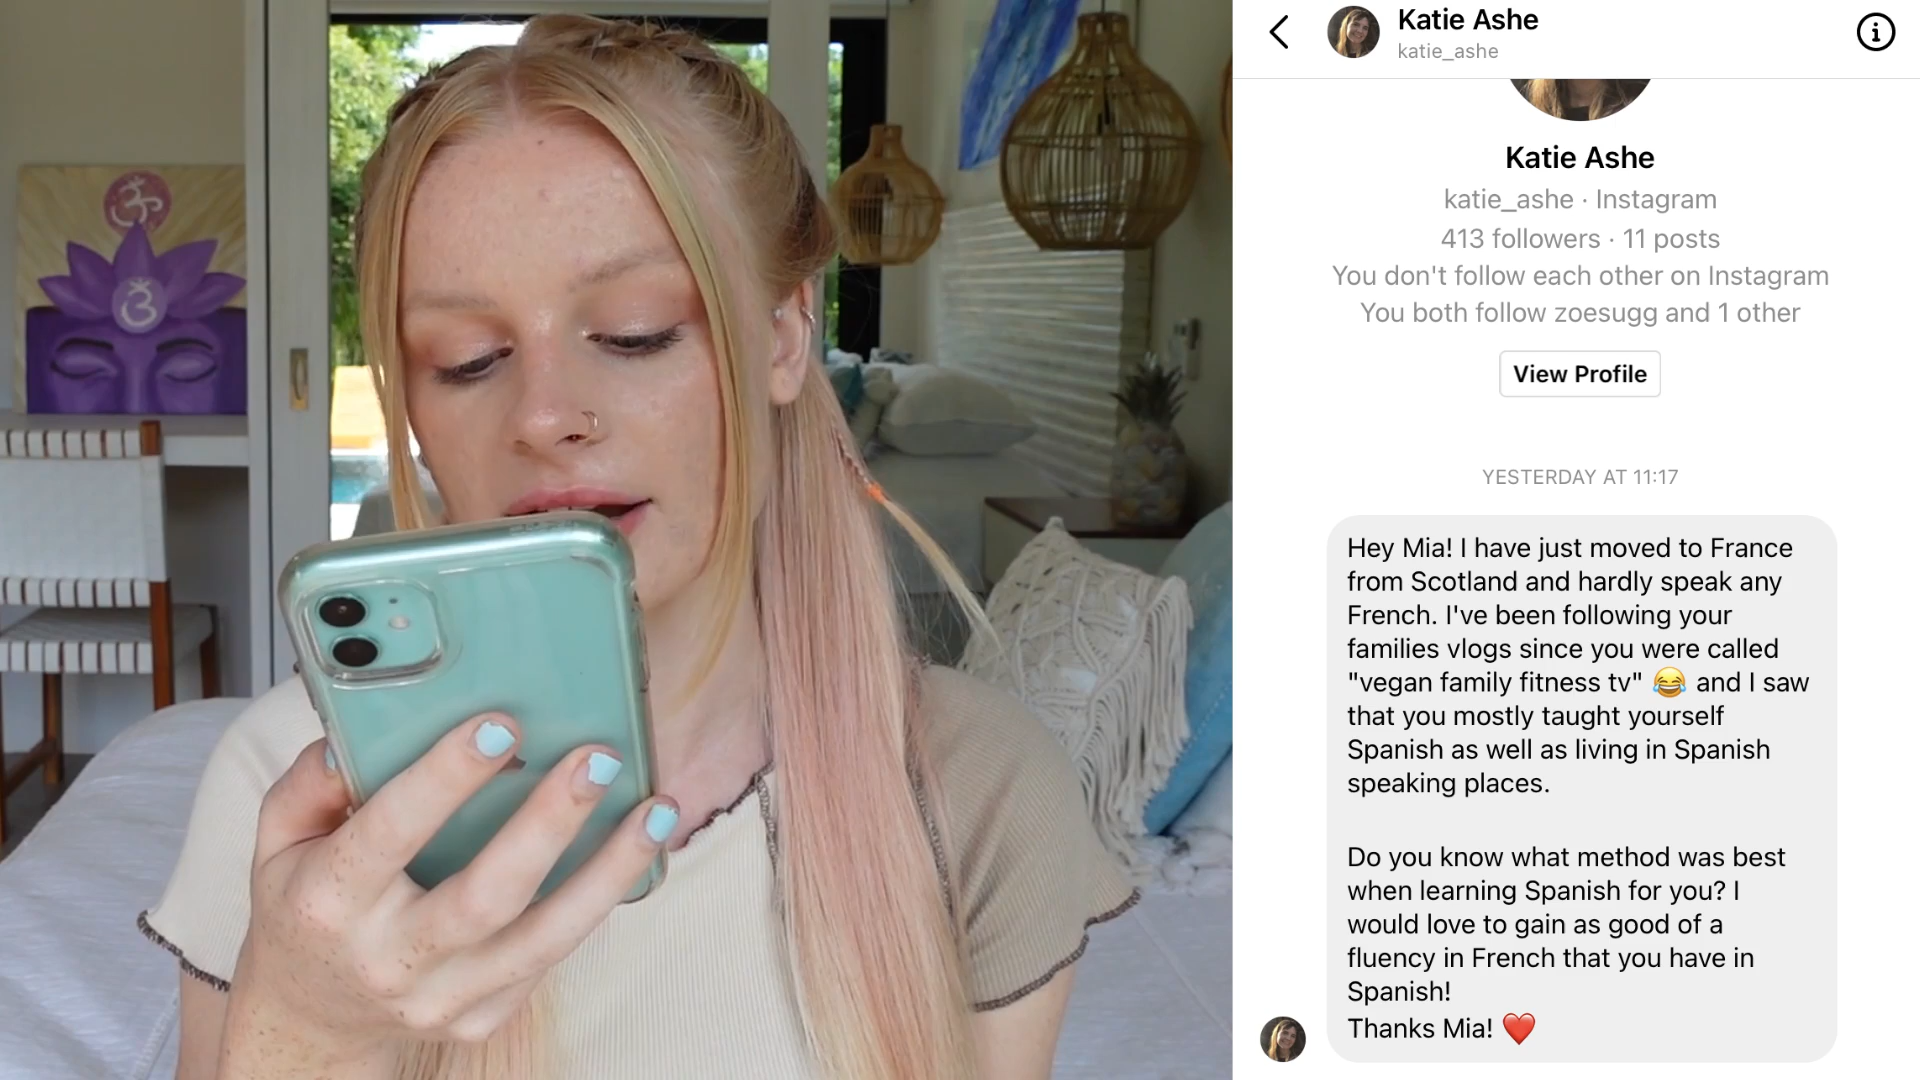 ॐ
Katie Ashe
katie_ashe
Katie Ashe
katie_ashe · Instagram
413 followers · 11 posts
You don't follow each other on Instagram
You both follow zoesugg and 1 other
View Profile
YESTERDAY AT 11:17
Hey Mia! I have just moved to France
from Scotland and hardly speak any
French. I've been following your
families vlogs since you were called
"vegan family fitness tv" 😂 and I saw
that you mostly taught yourself
Spanish as well as living in Spanish
speaking places.
Do you know what method was best
when learning Spanish for you? I
would love to gain as good of a
fluency in French that you have in
Spanish!
Thanks Mia! ❤️